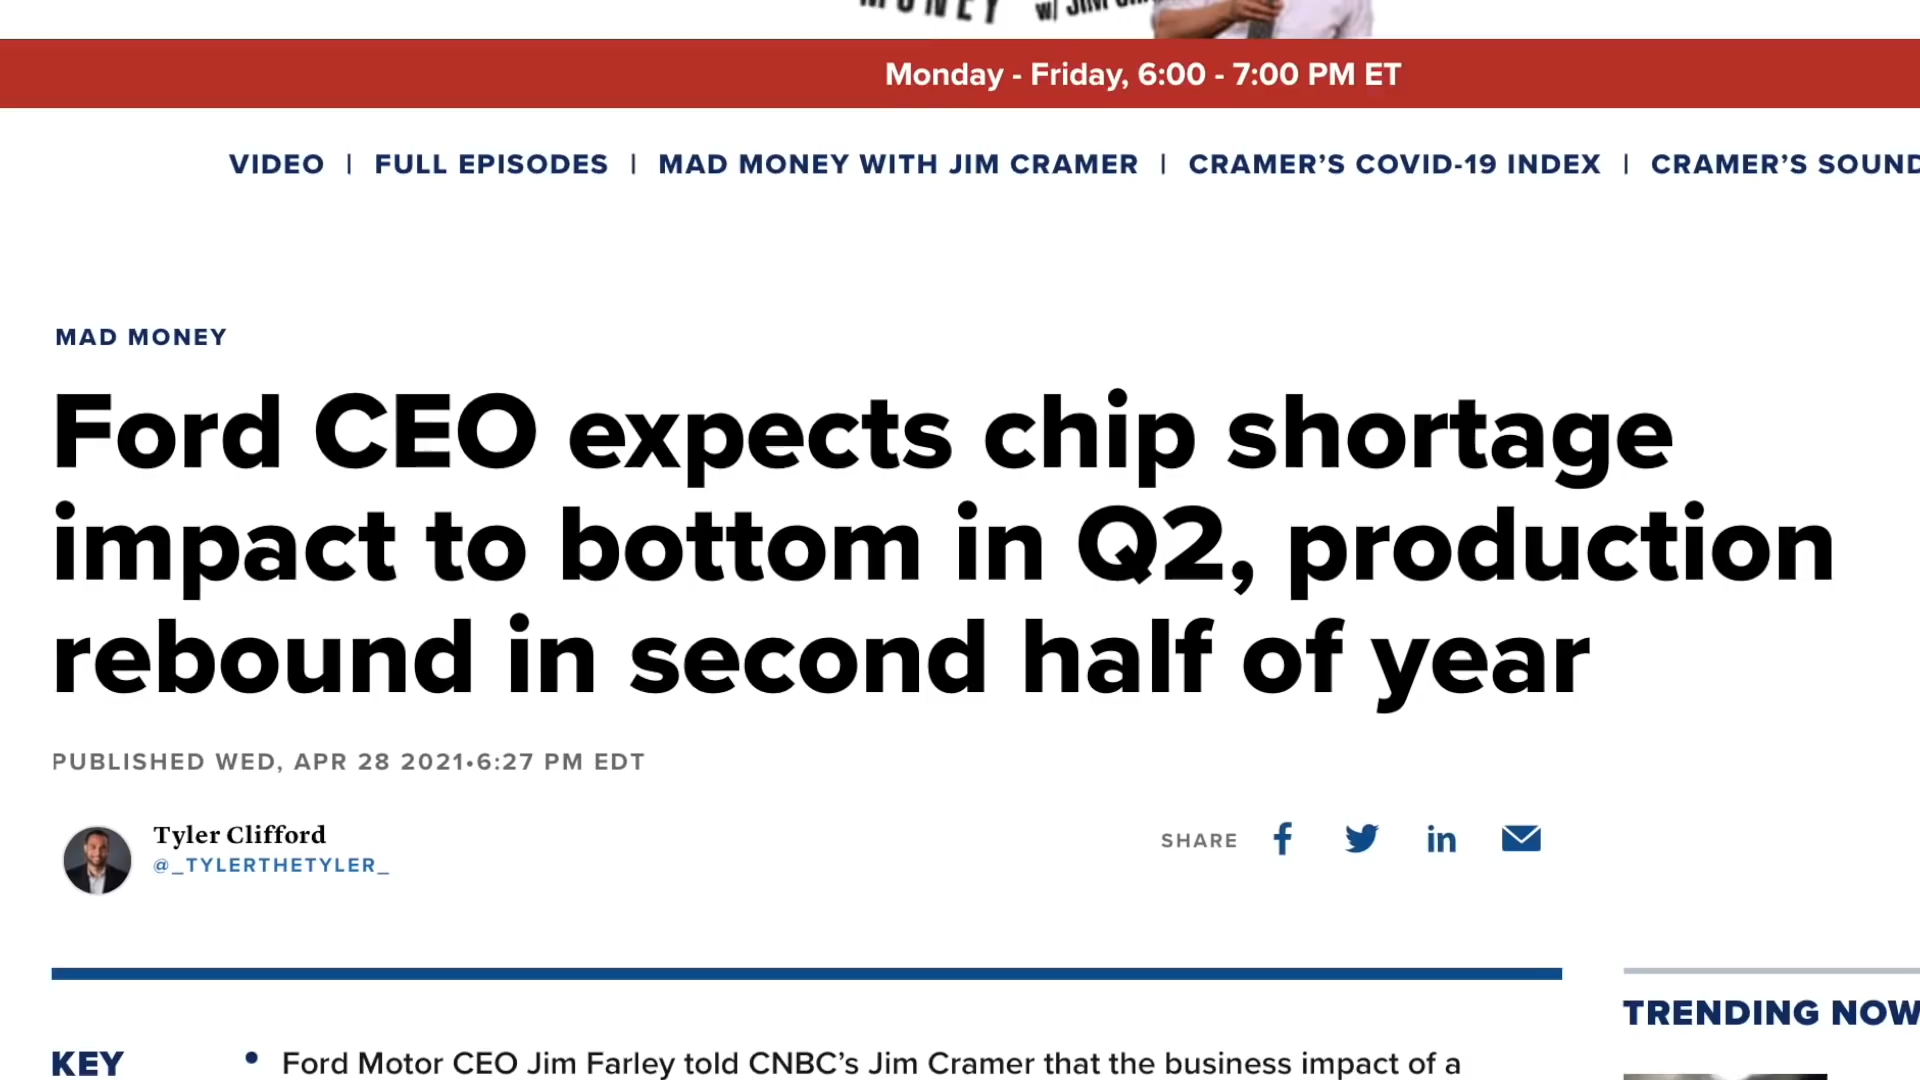 MONEY w/ JIM
Monday - Friday, 6:00 - 7:00 PM ET
VIDEO | FULL EPISODES | MAD MONEY WITH JIM CRAMER | CRAMER’S COVID-19 INDEX | CRAMER’S SOUND
MAD MONEY
Ford CEO expects chip shortage
impact to bottom in Q2, production
rebound in second half of year
PUBLISHED WED, APR 28 2021•6:27 PM EDT
Tyler Clifford
@_TYLERTHETYLER_
SHARE
TRENDING NOW
KEY
• Ford Motor CEO Jim Farley told CNBC’s Jim Cramer that the business impact of a